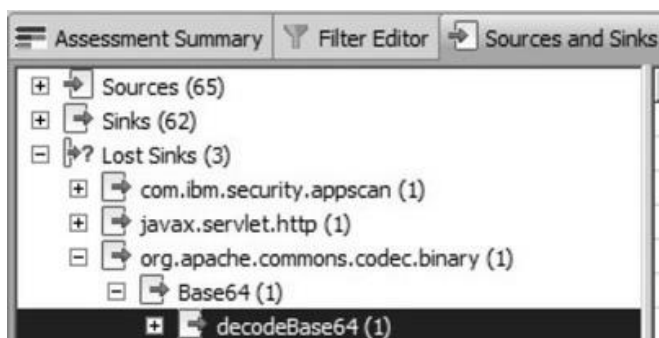 Assessment Summary Filter Editor Sources and Sinks
Sources (65)
Sinks (62)
? Lost Sinks (3)
com.ibm.security.appscan (1)
javax.servlet.http (1)
org.apache.commons.codec.binary (1)
Base64 (1)
decodeBase64 (1)